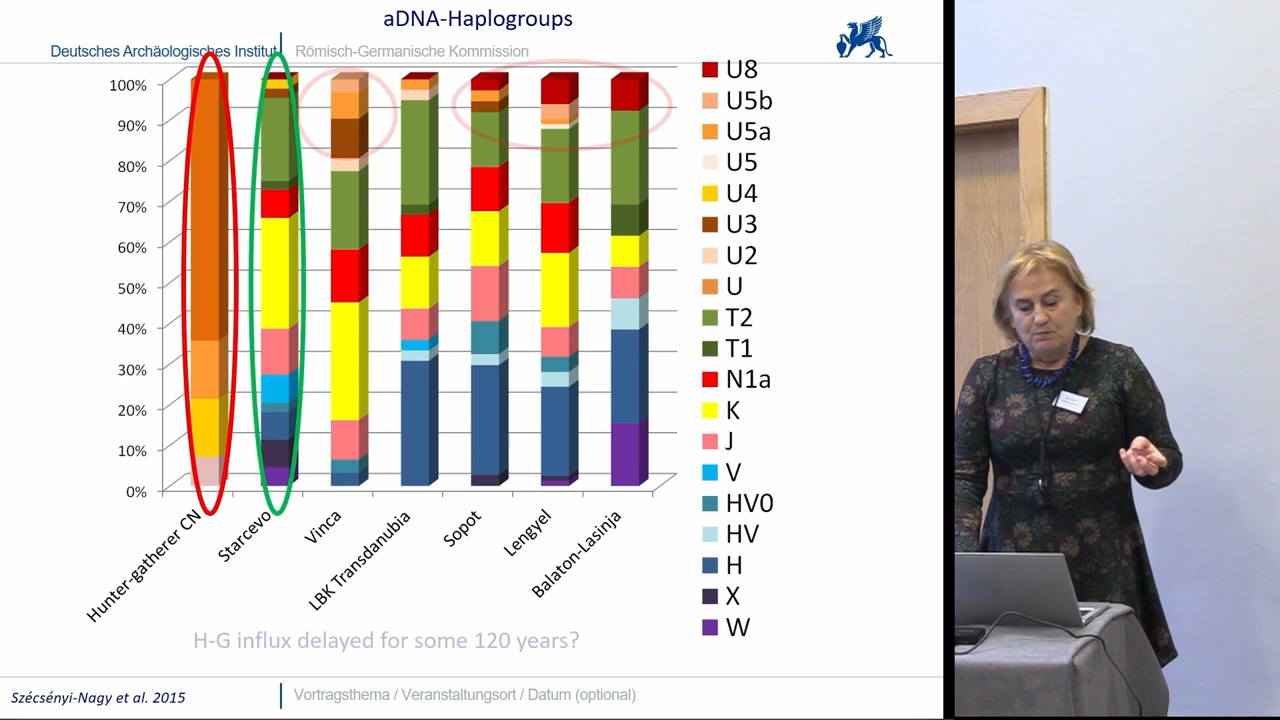 aDNA-Haplogroups
Deutsches Archäologisches Institut
Römisch-Germanische Kommission
100%
90%
80%
70%
60%
50%
40%
30%
20%
10%
0%
Hunter-gatherer CN
Starcevo
Vinca
LBK Transdanubia
Sopot
Lengyel
Balaton-Lasinja
U8
U5b
U5a
U5
U4
U3
U2
U
T2
T1
N1a
K
J
V
HV0
HV
H
X
W
H-G influx delayed for some 120 years?
Szécsényi-Nagy et al. 2015
Vortragsthema / Veranstaltungsort / Datum (optional)